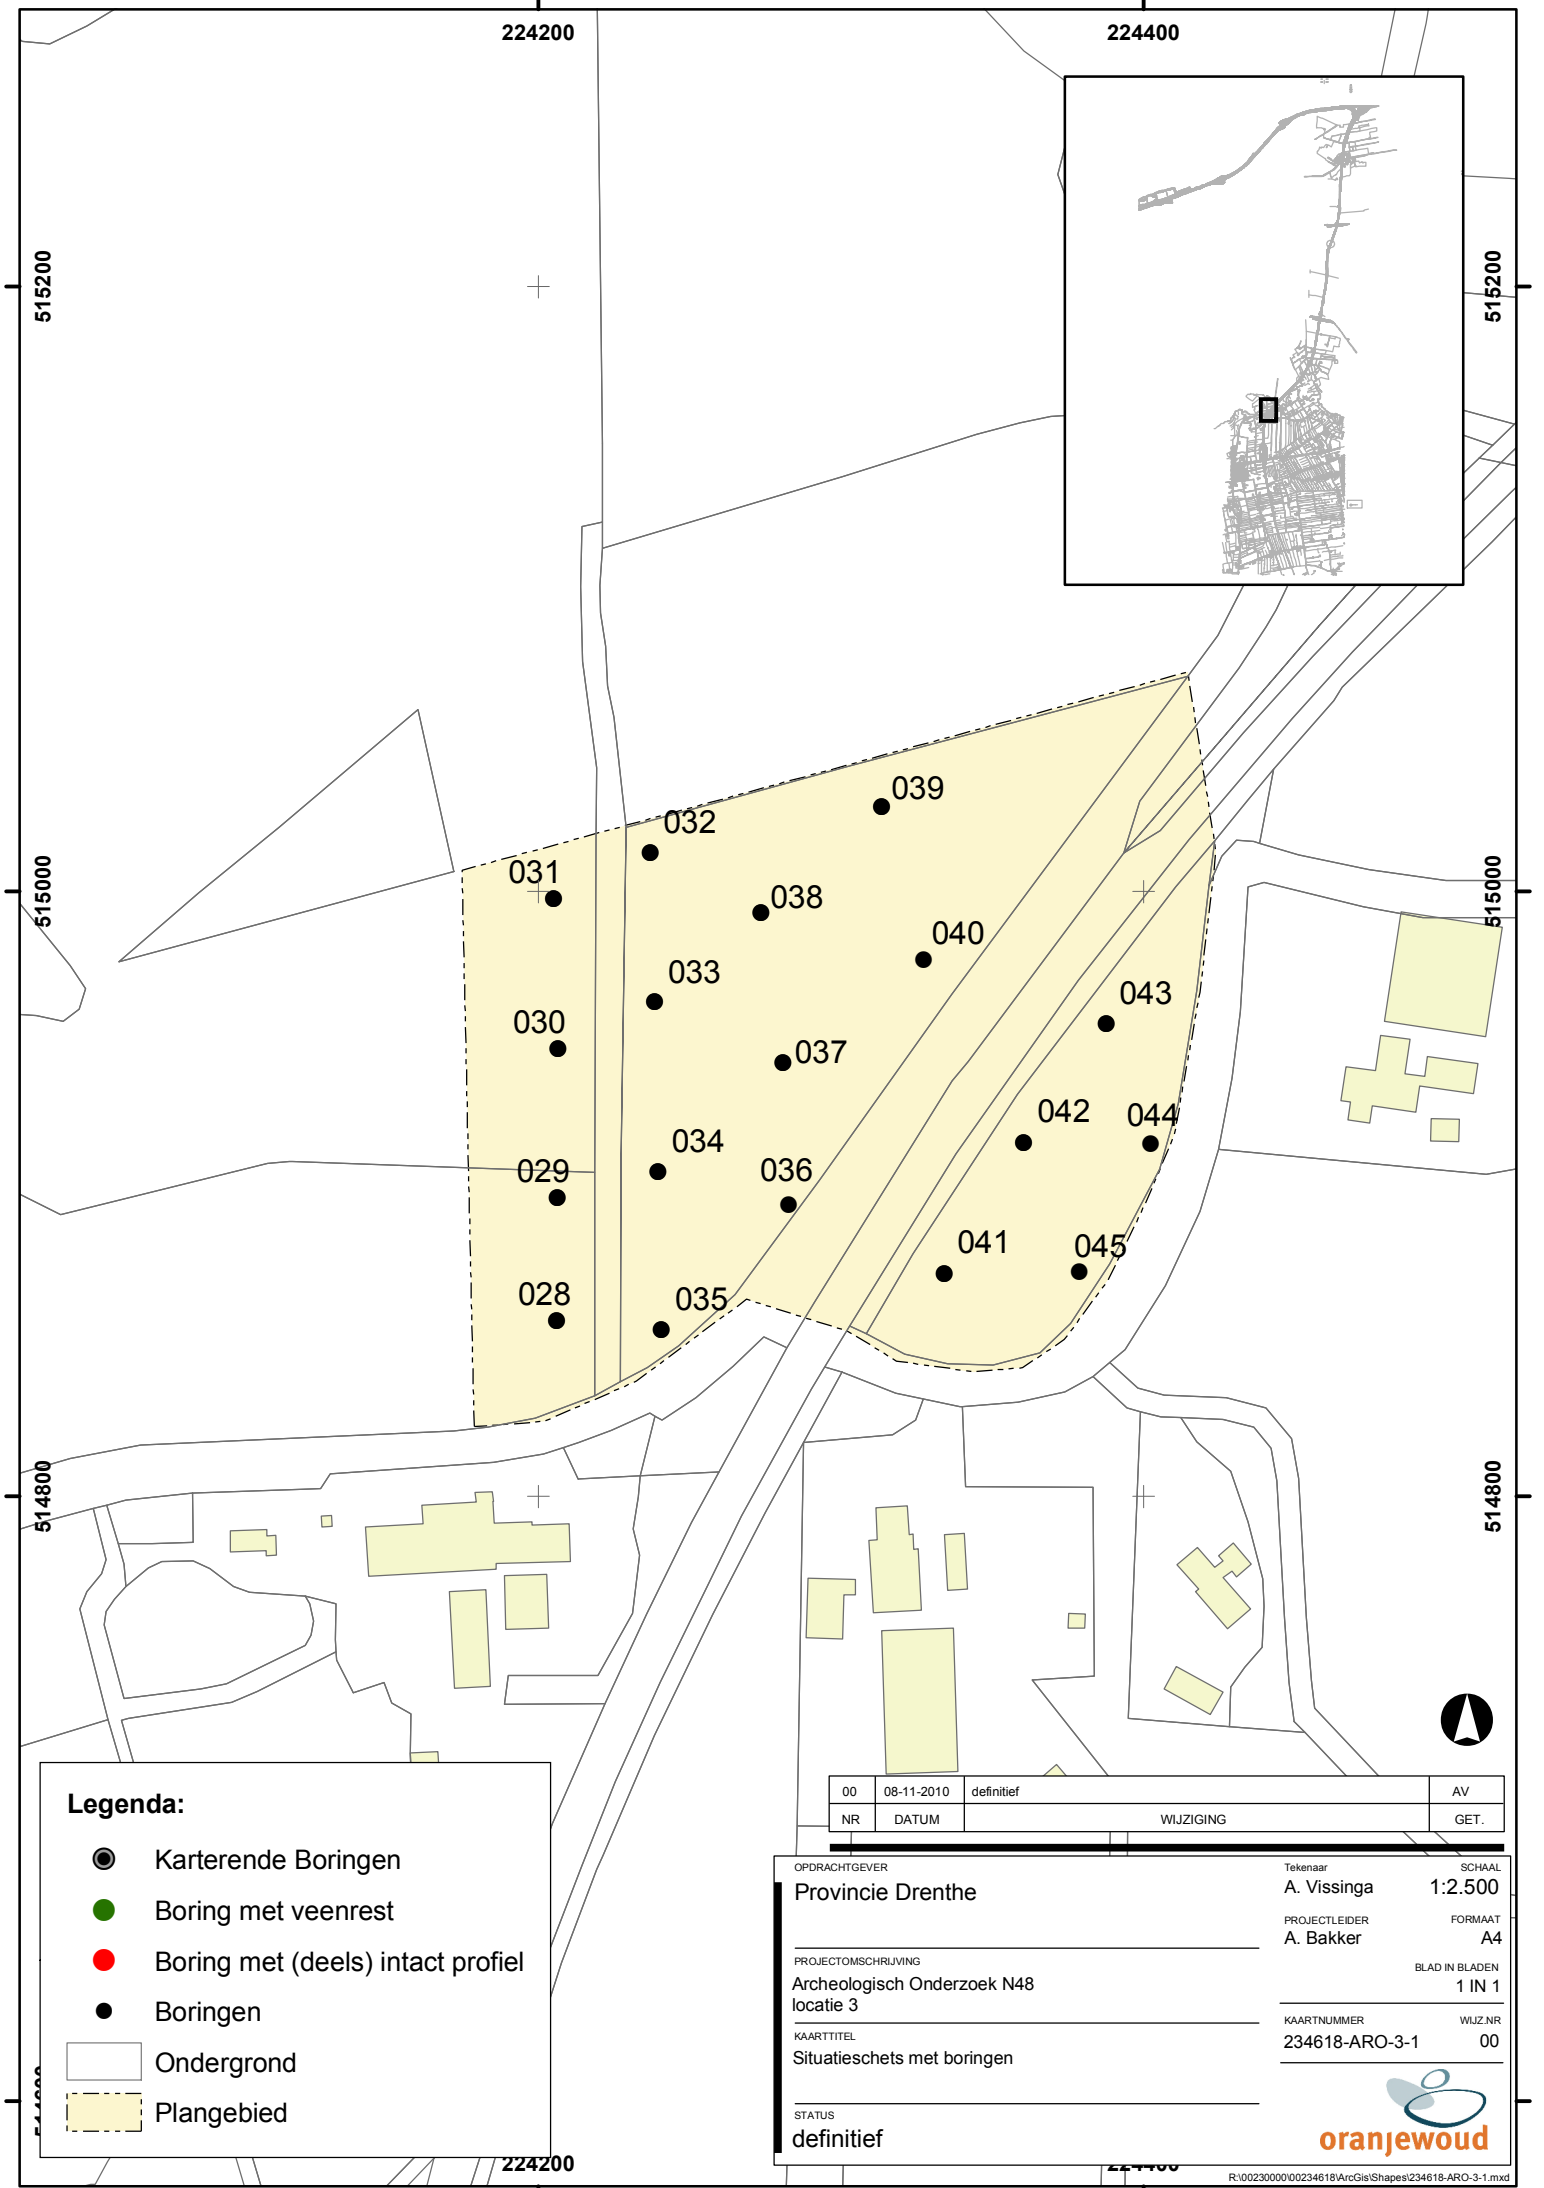 224200
224400
515200
515200
039
032
031
038
515000
515000
040
033
043
030
037
042
044
034
029
036
041
045
028
035
514800
514800
Legenda:
Karterende Boringen
Boring met veenrest
Boring met (deels) intact profiel
Boringen
Ondergrond
Plangebied
00 08-11-2010 definitief AV
NR DATUM WIJZIGING GET.
OPDRACHTGEVER
Provincie Drenthe
Tekenaar
A. Vissinga
SCHAAL
1:2.500
PROJECTLEIDER
A. Bakker
FORMAAT
A4
BLAD IN BLADEN
1 IN 1
PROJECTOMSCHRIJVING
Archeologisch Onderzoek N48
locatie 3
KAARTNUMMER
234618-ARO-3-1
WIJZ.NR
00
KAARTTITEL
Situatieschets met boringen
STATUS
definitief
oranjewoud
224200
224400
R:\00230000\00234618\ArcGis\Shapes\234618-ARO-3-1.mxd